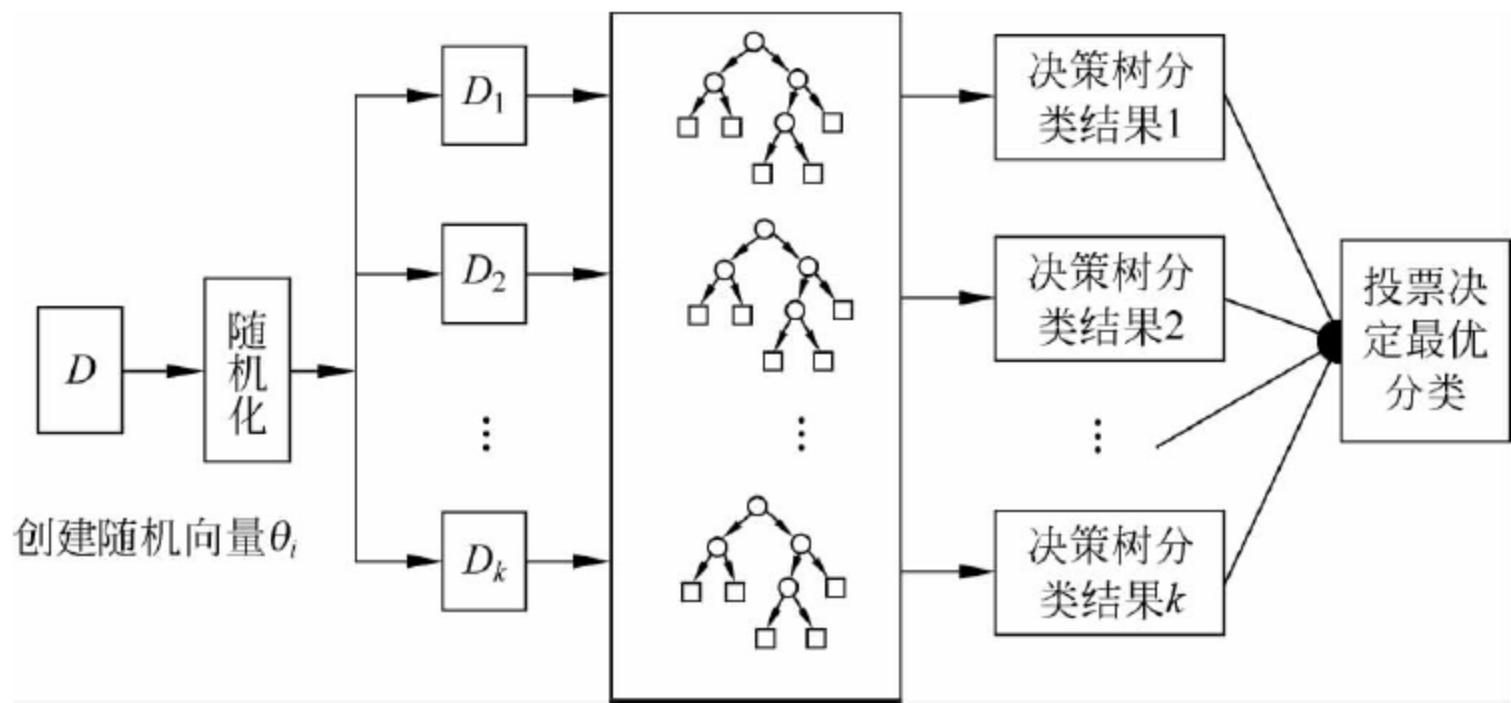 D
随
机
化
创建随机向量θi
D1
D2
⋮
Dk
⋮
决策树分
类结果1
决策树分
类结果2
⋮
决策树分
类结果k
投票决
定最优
分类